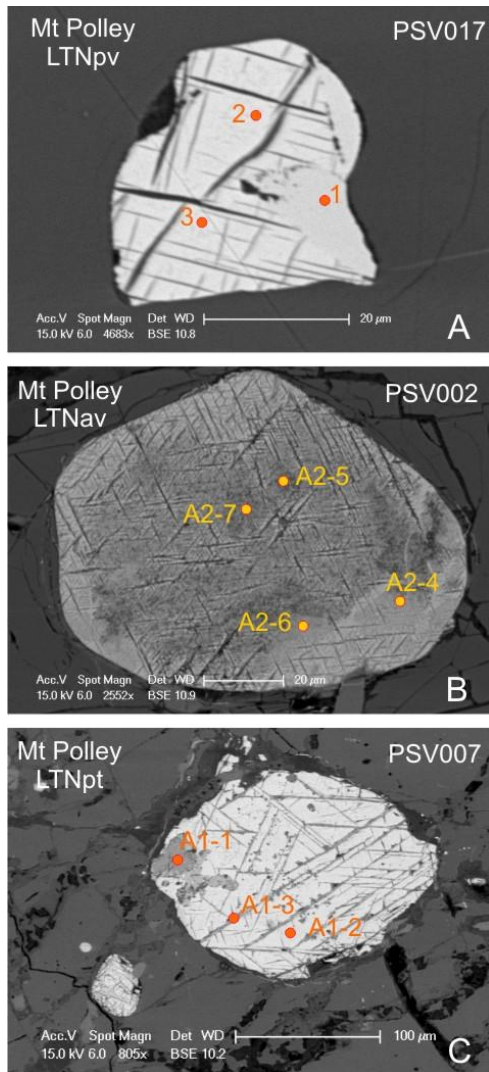 Mt Polley PSV017
LTNpv
2
1
3
Acc.V Spot Magn Det WD 20 µm
15.0 kV 6.0 4683x BSE 10.8
A
Mt Polley PSV002
LTNav
A2-5
A2-7
A2-4
A2-6
Acc.V Spot Magn Det WD 20 µm
15.0 kV 6.0 2552x BSE 10.9
B
Mt Polley PSV007
LTNpt
A1-1
A1-3
A1-2
Acc.V Spot Magn Det WD 100 µm
15.0 kV 6.0 805x BSE 10.2
C